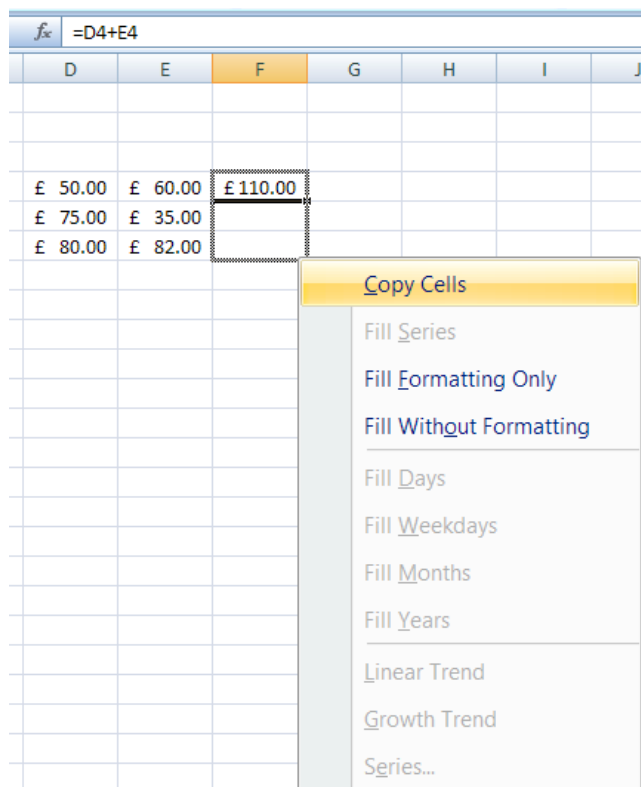 fx =D4+E4
D E F G H I J
£ 50.00 £ 60.00 £ 110.00
£ 75.00 £ 35.00
£ 80.00 £ 82.00
Copy Cells
Fill Series
Fill Formatting Only
Fill Without Formatting
Fill Days
Fill Weekdays
Fill Months
Fill Years
Linear Trend
Growth Trend
Series...